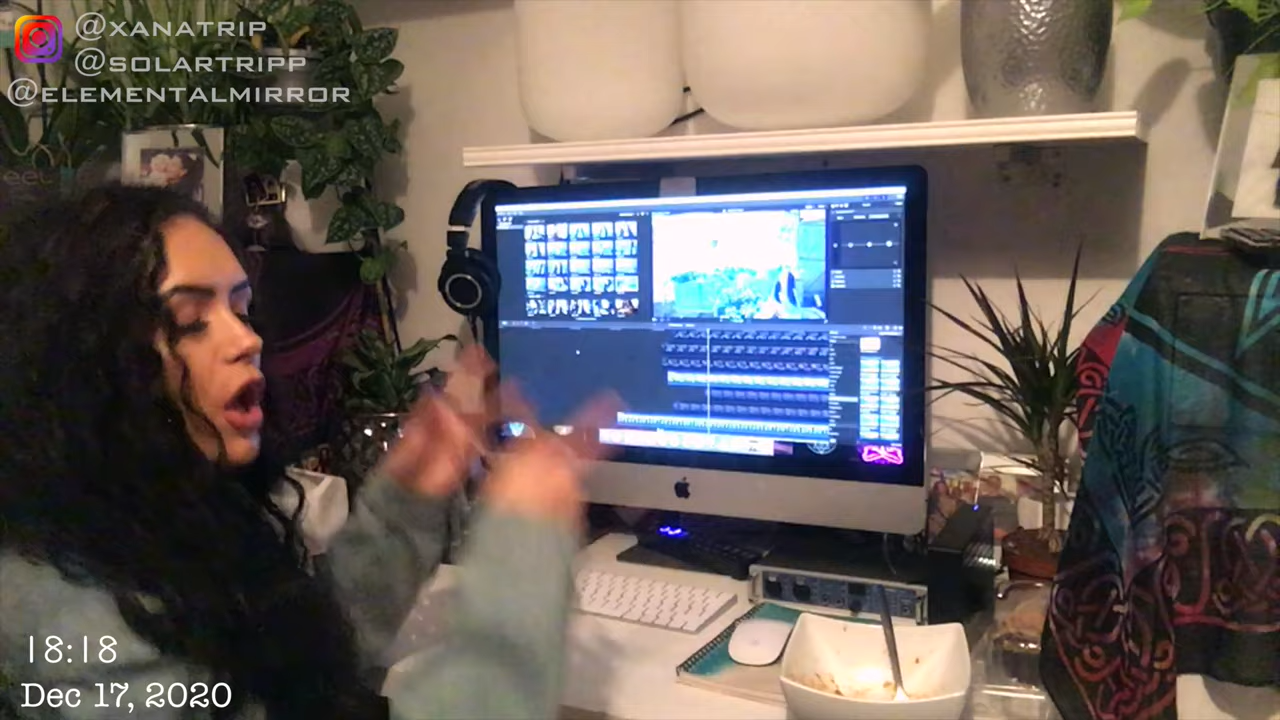 @XANATRIP
@SOLARTRIPP
@ELEMENTALMIRROR
18:18
Dec 17, 2020